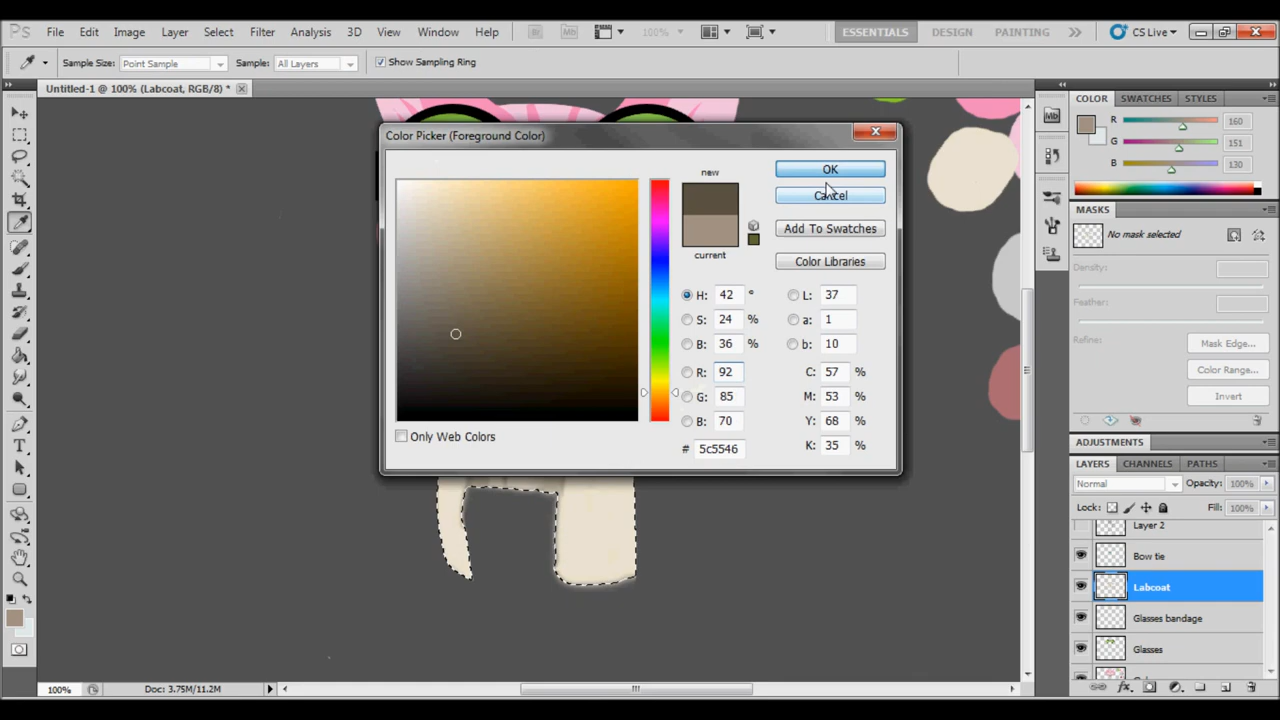 Ps File Edit Image Layer Select Filter Analysis 3D View Window Help Br Mb 100% ESSENTIALS DESIGN PAINTING CS Live
Sample Size: Point Sample Sample: All Layers Show Sampling Ring
Untitled-1 @ 100% (Labcoat, RGB/8) *
COLOR SWATCHES STYLES
R 160
G 151
B 130
MASKS
No mask selected
Density:
Feather:
Refine: Mask Edge...
Color Range...
Invert
ADJUSTMENTS
LAYERS CHANNELS PATHS
Normal Opacity: 100%
Lock: Fill: 100%
Layer 2
Bow tie
Labcoat
Glasses bandage
Glasses
Color Picker (Foreground Color)
new
current
OK
Cancel
Add To Swatches
Color Libraries
H: 42 ° L: 37
S: 24 % a: 1
B: 36 % b: 10
R: 92 C: 57 %
G: 85 M: 53 %
B: 70 Y: 68 %
# 5c5546 K: 35 %
Only Web Colors
100% Doc: 3.75M/11.2M